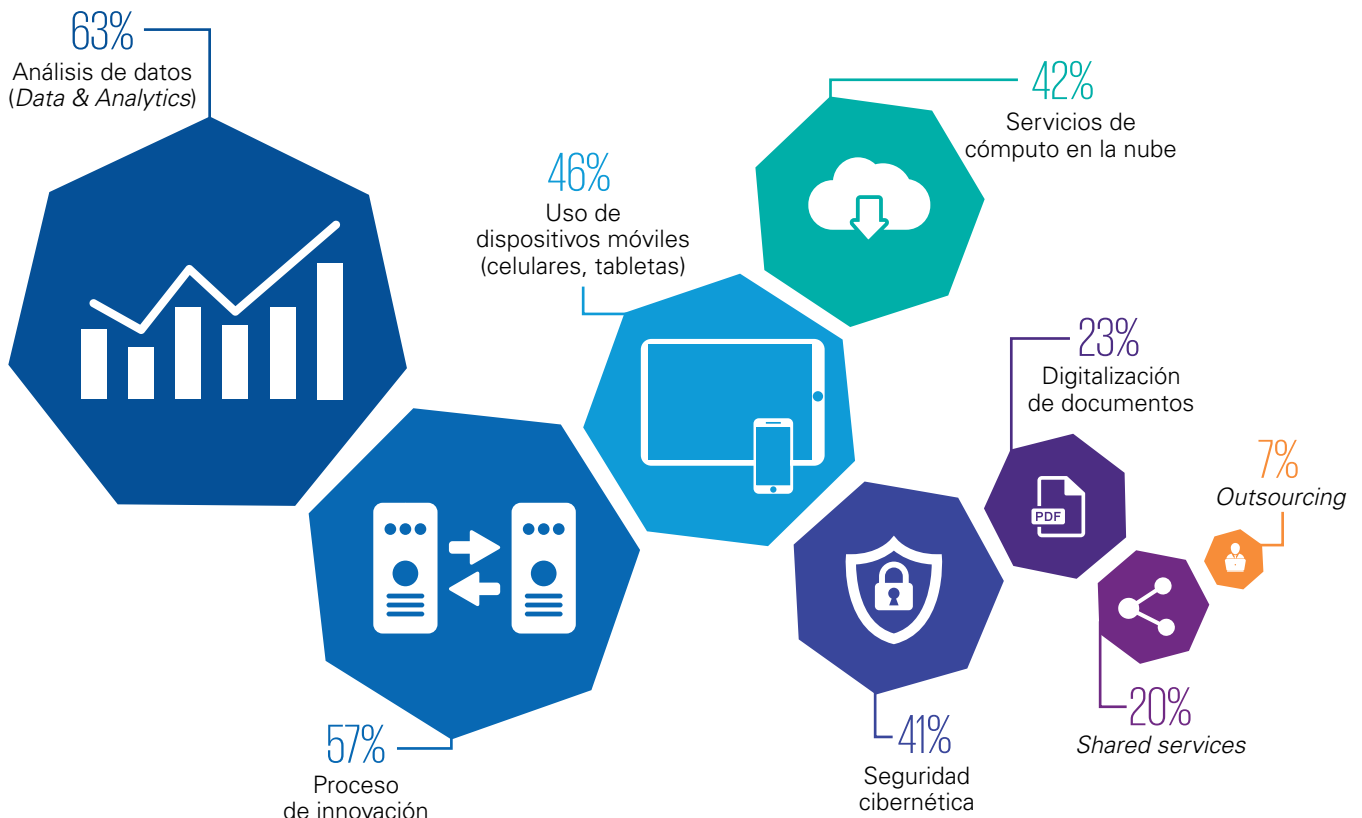 63%
Análisis de datos
(Data & Analytics)
57%
Proceso
de innovación
46%
Uso de
dispositivos móviles
(celulares, tabletas)
42%
Servicios de
cómputo en la nube
41%
Seguridad
cibernética
23%
Digitalización
de documentos
PDF
20%
Shared services
7%
Outsourcing